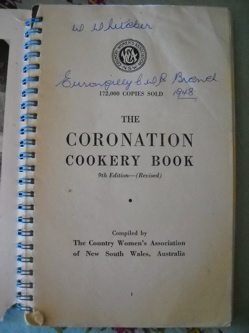 W Whitaker
Branch
172,000 COPIES SOLD 1948
THE
CORONATION
COOKERY BOOK
9th Edition—(Revised)
Compiled by
The Country Women's Association
of New South Wales, Australia